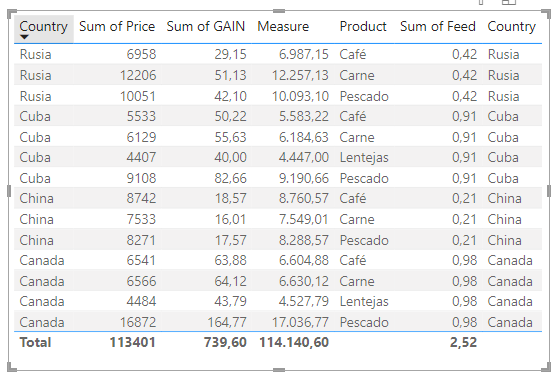 Country Sum of Price Sum of GAIN Measure Product Sum of Feed Country
Rusia 6958 29,15 6.987,15 Café 0,42 Rusia
Rusia 12206 51,13 12.257,13 Carne 0,42 Rusia
Rusia 10051 42,10 10.093,10 Pescado 0,42 Rusia
Cuba 5533 50,22 5.583,22 Café 0,91 Cuba
Cuba 6129 55,63 6.184,63 Carne 0,91 Cuba
Cuba 4407 40,00 4.447,00 Lentejas 0,91 Cuba
Cuba 9108 82,66 9.190,66 Pescado 0,91 Cuba
China 8742 18,57 8.760,57 Café 0,21 China
China 7533 16,01 7.549,01 Carne 0,21 China
China 8271 17,57 8.288,57 Pescado 0,21 China
Canada 6541 63,88 6.604,88 Café 0,98 Canada
Canada 6566 64,12 6.630,12 Carne 0,98 Canada
Canada 4484 43,79 4.527,79 Lentejas 0,98 Canada
Canada 16872 164,77 17.036,77 Pescado 0,98 Canada
Total 113401 739,60 114.140,60 2,52